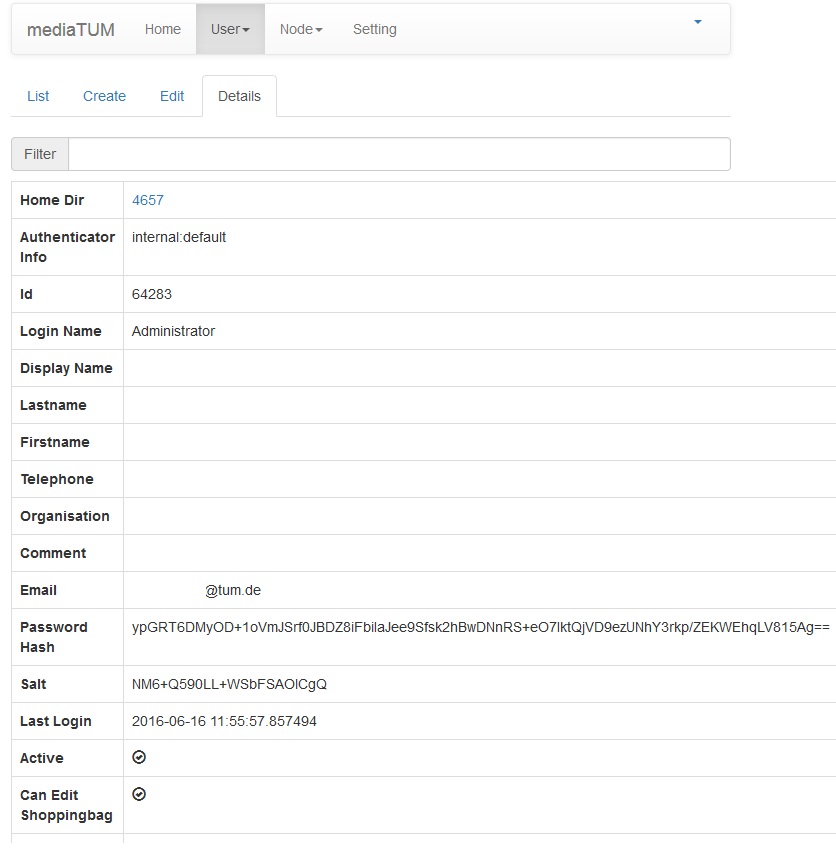 mediaTUM Home User Node Setting
List Create Edit Details
Filter
Home Dir 4657
Authenticator Info internal:default
Id 64283
Login Name Administrator
Display Name
Lastname
Firstname
Telephone
Organisation
Comment
Email @tum.de
Password Hash ypGRT6DMyOD+1oVmJSrf0JBDZ8iFbilaJee9Sfsk2hBwDNnRS+eO7lktQjVD9ezUNhY3rkp/ZEKWEhqLV815Ag==
Salt NM6+Q590LL+WSbFSAOlCgQ
Last Login 2016-06-16 11:55:57.857494
Active
Can Edit Shoppingbag